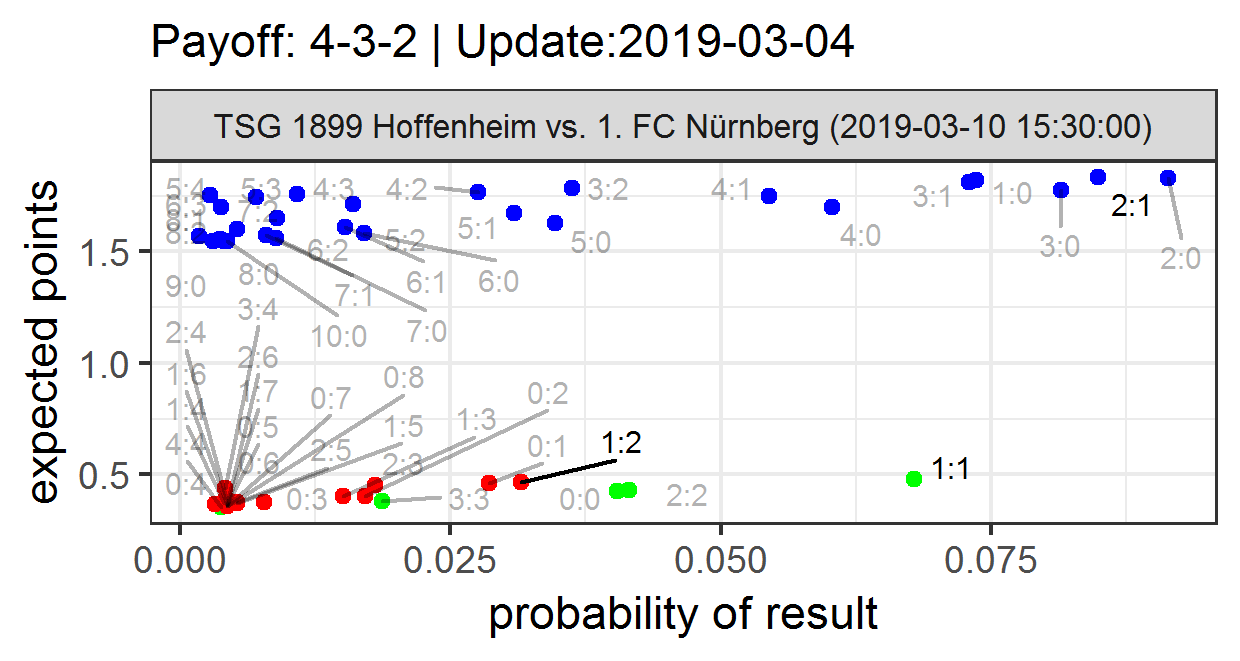 Payoff: 4-3-2 | Update:2019-03-04
TSG 1899 Hoffenheim vs. 1. FC Nürnberg (2019-03-10 15:30:00)
expected points
1.5
1.0
0.5
5:4 5:3 4:3 4:2 3:2 4:1 3:1 1:0 2:1
6:3 7:2
8:1
6:2 5:2 5:1 5:0 4:0 3:0 2:0
9:0 8:0 7:1 6:1 6:0
3:4 10:0 7:0
2:4
1:6 2:6 0:8
1:4 1:7 0:7 0:2
4:4 0:5 2:5 1:5 1:3 0:1 1:2
0:4 0:6 0:3 2:3 3:3 0:0 2:2 1:1
0.000 0.025 0.050 0.075
probability of result